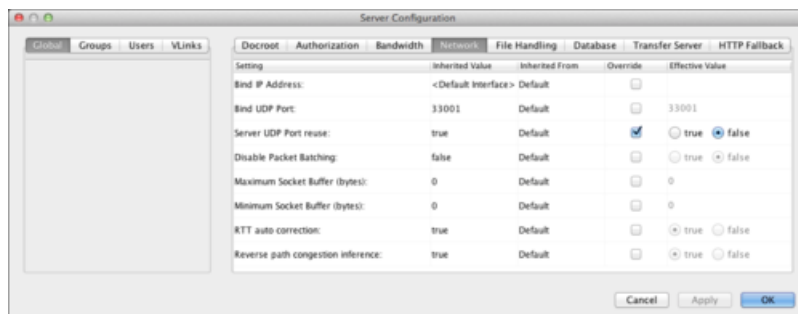 Server Configuration
Global Groups Users VLinks
Docroot Authorization Bandwidth Network File Handling Database Transfer Server HTTP Fallback
Setting Inherited Value Inherited From Override Effective Value
Bind IP Address: <Default Interface> Default
Bind UDP Port: 33001 Default 33001
Server UDP Port reuse: true Default true false
Disable Packet Batching: false Default true false
Maximum Socket Buffer (bytes): 0 Default 0
Minimum Socket Buffer (bytes): 0 Default 0
RTT auto correction: true Default true false
Reverse path congestion inference: true Default true false
Cancel Apply OK